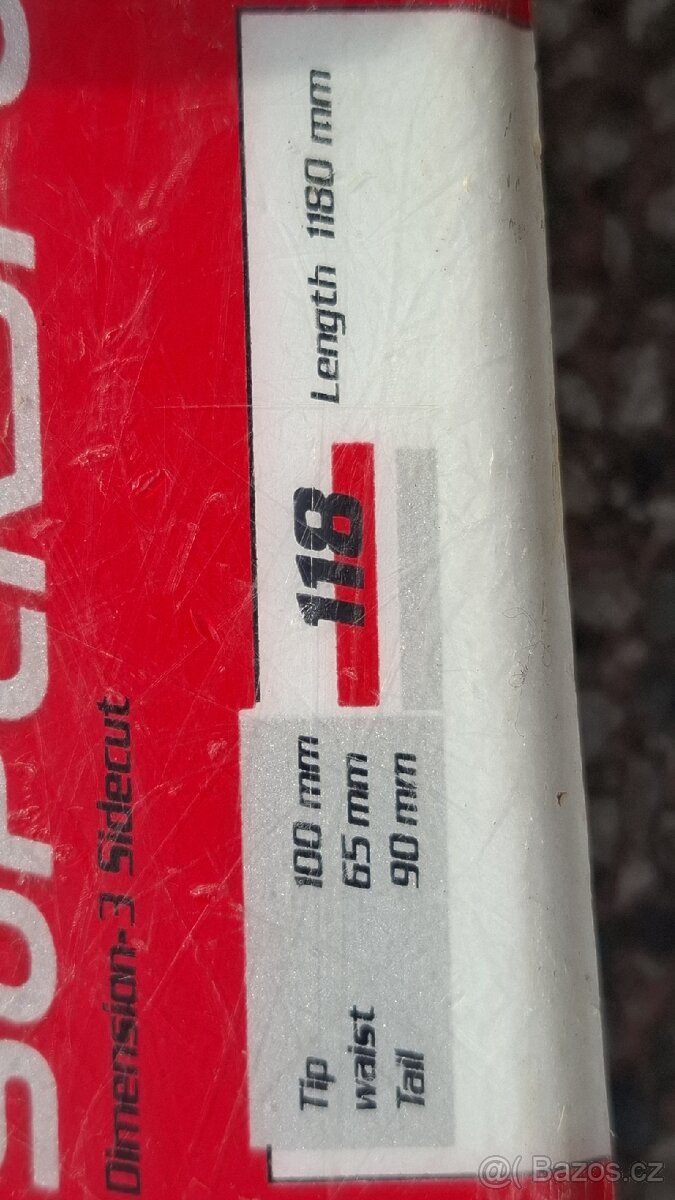 Dimension-3 Sidecut
Tip 100 mm
waist 65 mm
Tail 90 mm
118
Length 1180 mm
@( Bazos.cz